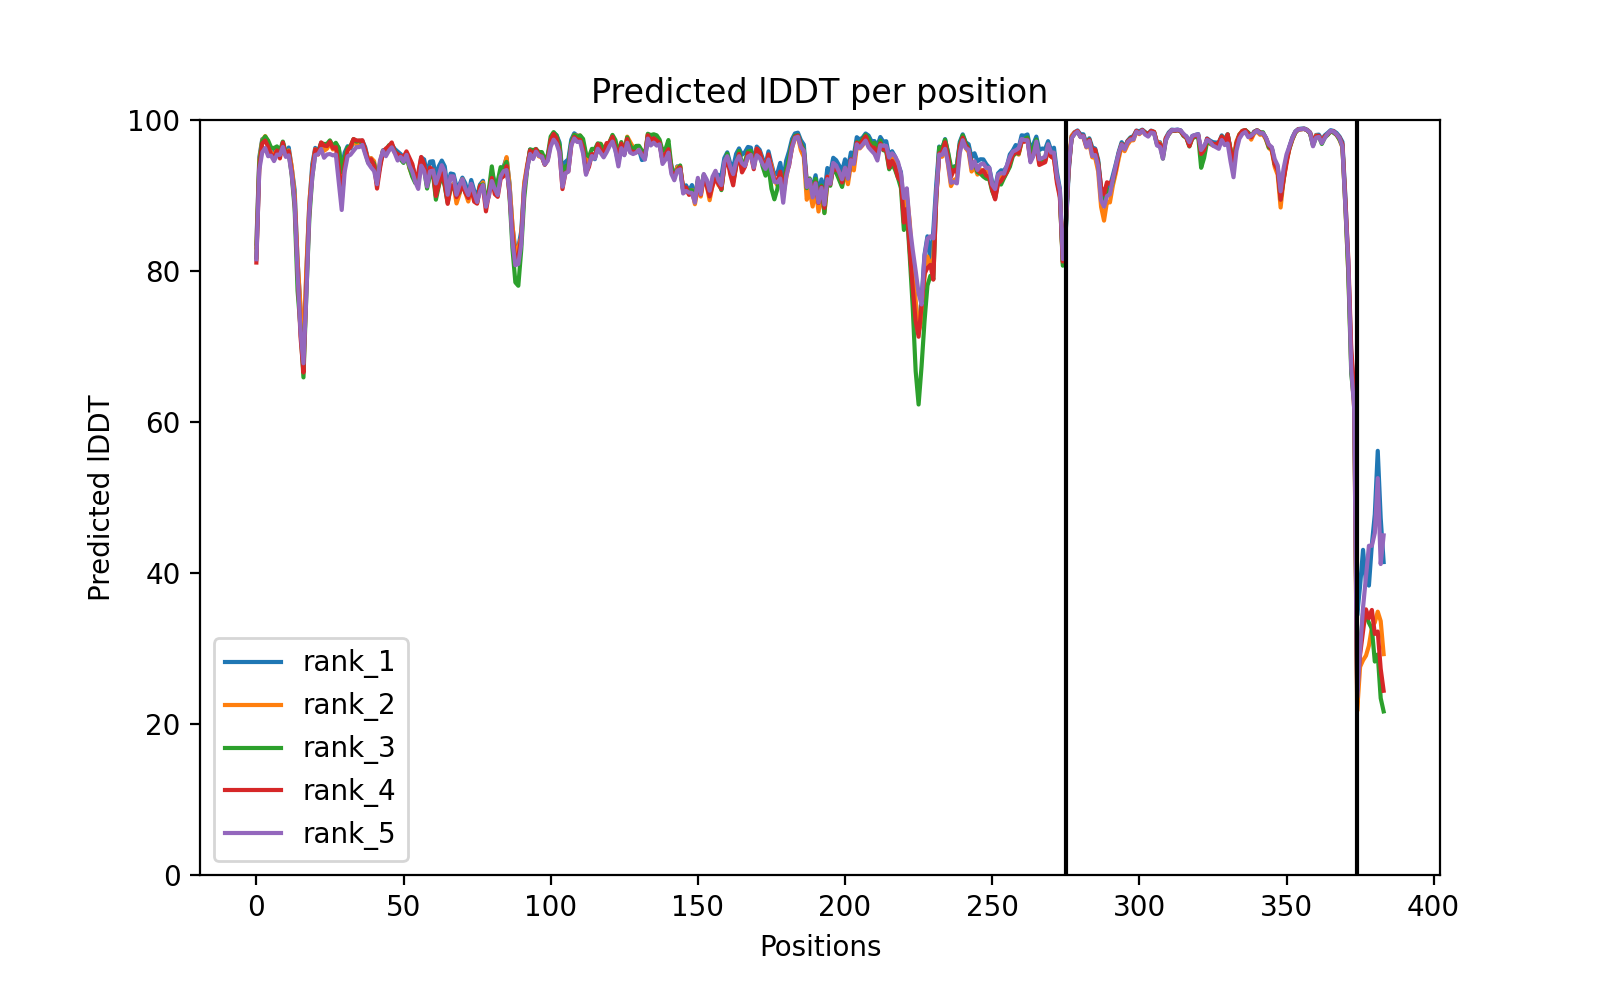 Predicted lDDT per position
100
80
60
40
20
0
Predicted lDDT
rank_1
rank_2
rank_3
rank_4
rank_5
0 50 100 150 200 250 300 350 400
Positions